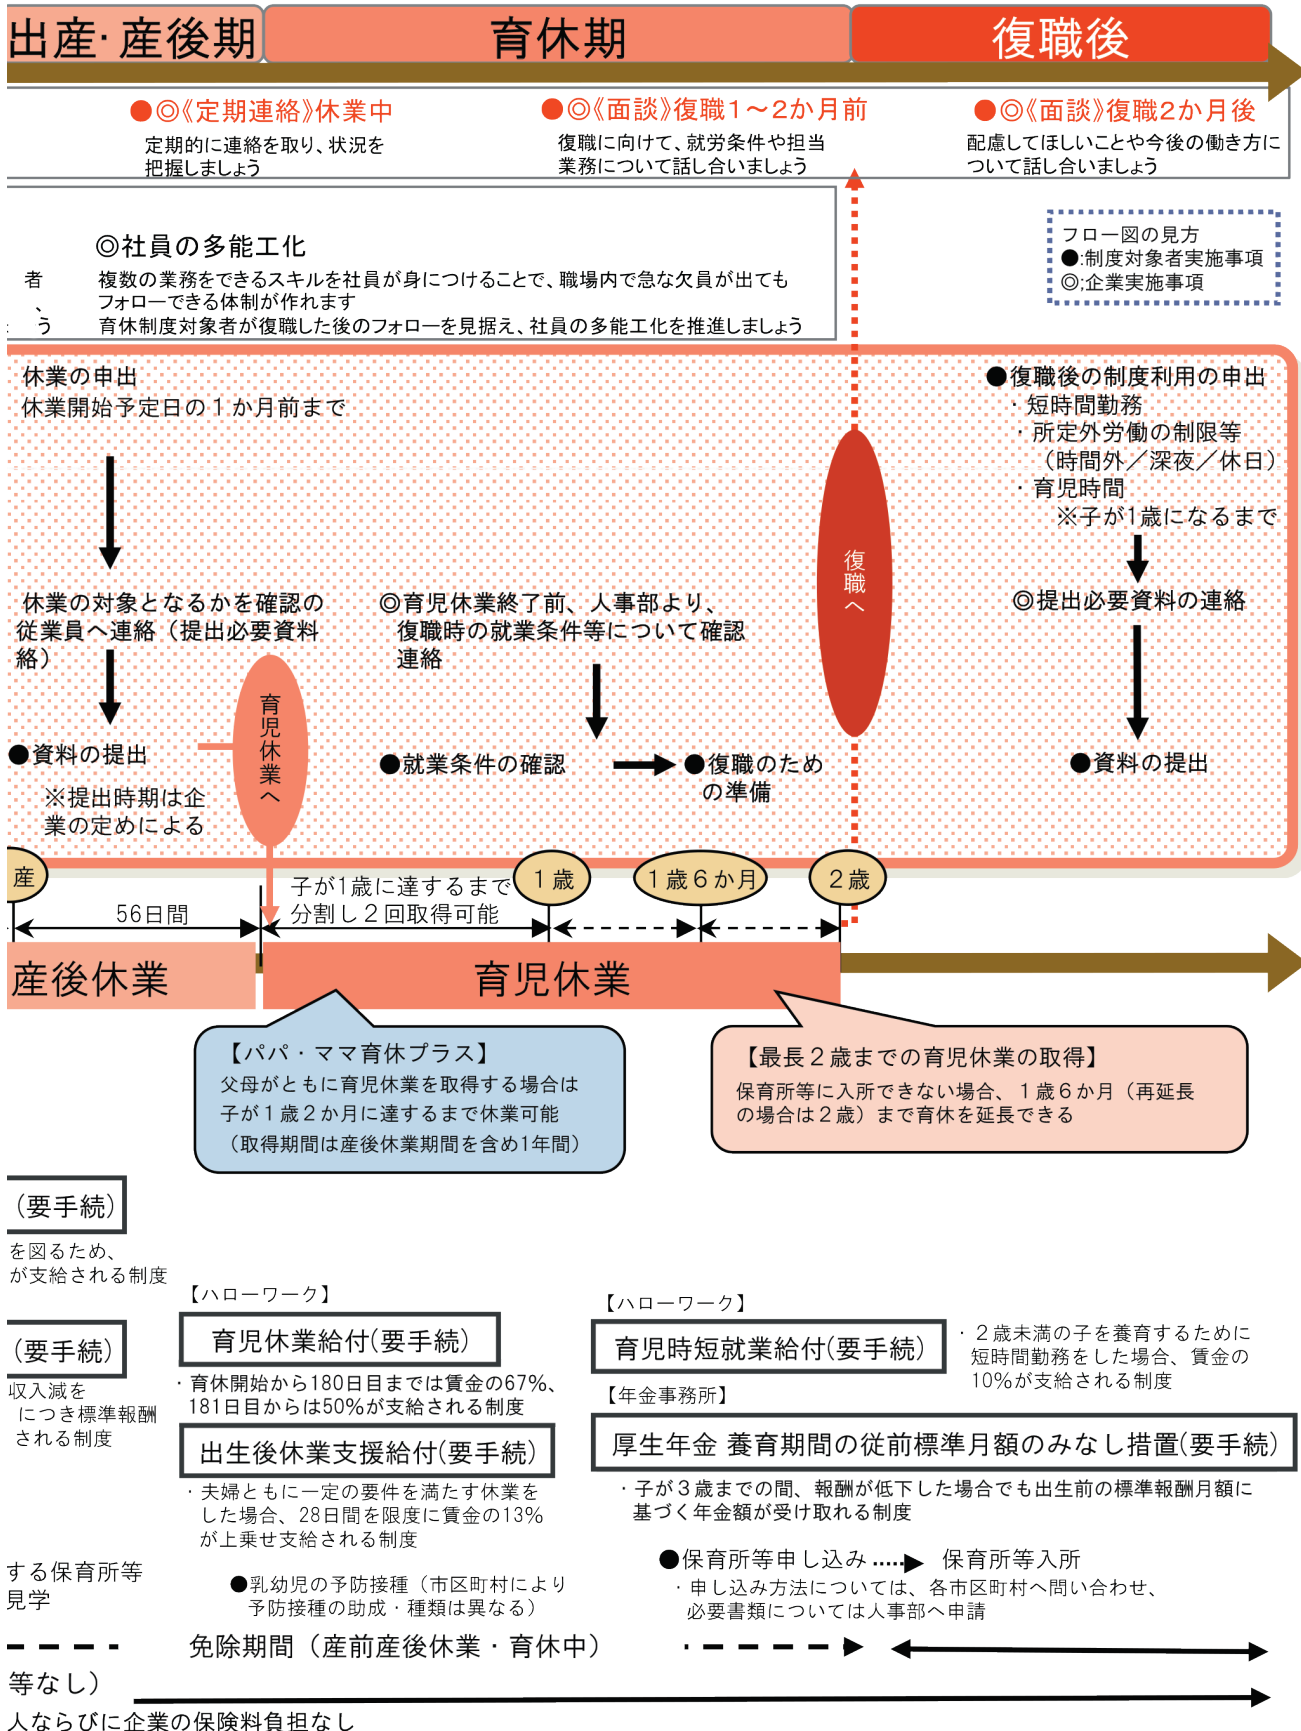 出産・産後期
育休期
復職後
●◎《定期連絡》休業中
定期的に連絡を取り、状況を
把握しましょう
●◎《面談》復職1～2か月前
復職に向けて、就労条件や担当
業務について話し合いましょう
●◎《面談》復職2か月後
配慮してほしいことや今後の働き方に
ついて話し合いましょう
◎社員の多能工化
者
、
う
複数の業務をできるスキルを社員が身につけることで、職場内で急な欠員が出ても
フォローできる体制が作れます
育休制度対象者が復職した後のフォローを見据え、社員の多能工化を推進しましょう
フロー図の見方
●:制度対象者実施事項
◎;企業実施事項
休業の申出
休業開始予定日の1か月前まで
休業の対象となるかを確認の
従業員へ連絡（提出必要資料
絡）
●資料の提出
※提出時期は企
業の定めによる
育児休業へ
◎育児休業終了前、人事部より、
復職時の就業条件等について確認
連絡
●就業条件の確認
●復職のため
の準備
復職へ
●復職後の制度利用の申出
・短時間勤務
・所定外労働の制限等
（時間外／深夜／休日）
・育児時間
※子が1歳になるまで
◎提出必要資料の連絡
●資料の提出
産
56日間
子が1歳に達するまで
分割し2回取得可能
1歳
1歳6か月
2歳
産後休業
育児休業
【パパ・ママ育休プラス】
父母がともに育児休業を取得する場合は
子が1歳2か月に達するまで休業可能
（取得期間は産後休業期間を含め1年間）
【最長2歳までの育児休業の取得】
保育所等に入所できない場合、1歳6か月（再延長
の場合は2歳）まで育休を延長できる
(要手続)
を図るため、
が支給される制度
(要手続)
収入減を
につき標準報酬
される制度
【ハローワーク】
育児休業給付(要手続)
・育休開始から180日目までは賃金の67%、
181日目からは50%が支給される制度
出生後休業支援給付(要手続)
・夫婦ともに一定の要件を満たす休業を
した場合、28日間を限度に賃金の13%
が上乗せ支給される制度
【ハローワーク】
育児時短就業給付(要手続)
・2歳未満の子を養育するために
短時間勤務をした場合、賃金の
10%が支給される制度
【年金事務所】
厚生年金 養育期間の従前標準月額のみなし措置(要手続)
・子が3歳までの間、報酬が低下した場合でも出生前の標準報酬月額に
基づく年金額が受け取れる制度
する保育所等
見学
●乳幼児の予防接種（市区町村により
予防接種の助成・種類は異なる）
●保育所等申し込み
保育所等入所
・申し込み方法については、各市区町村へ問い合わせ、
必要書類については人事部へ申請
免除期間（産前産後休業・育休中）
等なし）
人ならびに企業の保険料負担なし